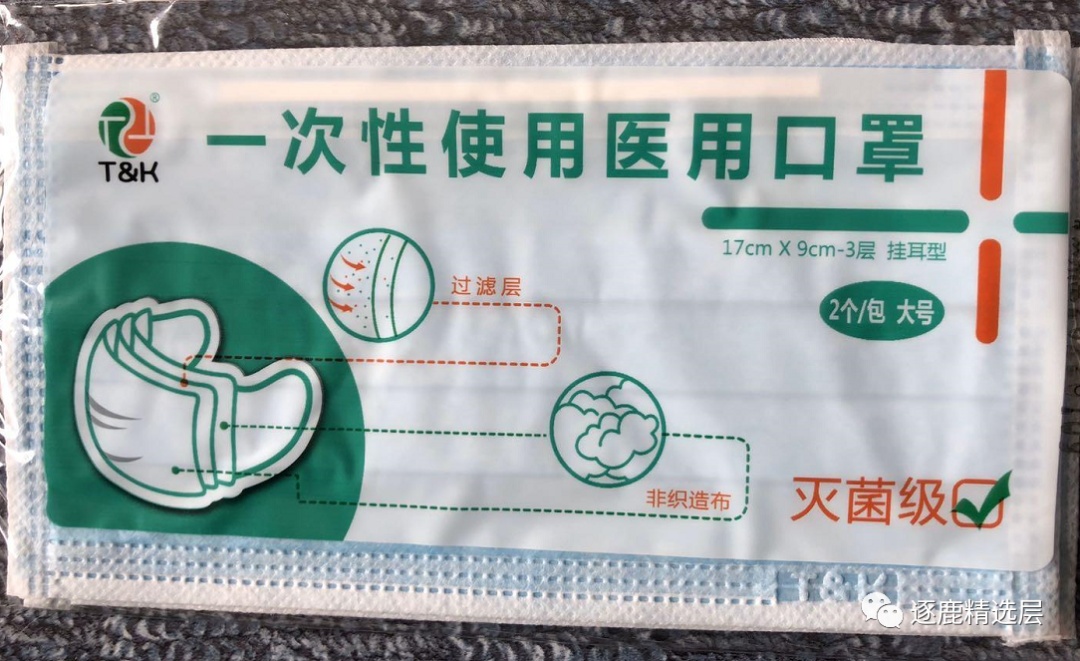 T&K
®
一次性使用医用口罩
17cm X 9cm-3层 挂耳型
过滤层
2个/包 大号
非织造布
灭菌级
T&K
逐鹿精选层